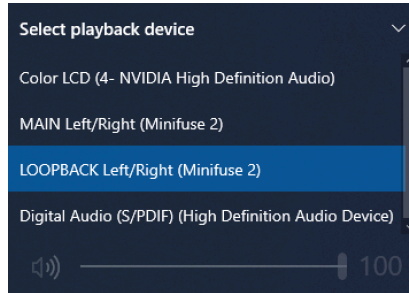 Select playback device
Color LCD (4- NVIDIA High Definition Audio)
MAIN Left/Right (Minifuse 2)
LOOPBACK Left/Right (Minifuse 2)
Digital Audio (S/PDIF) (High Definition Audio Device)
100